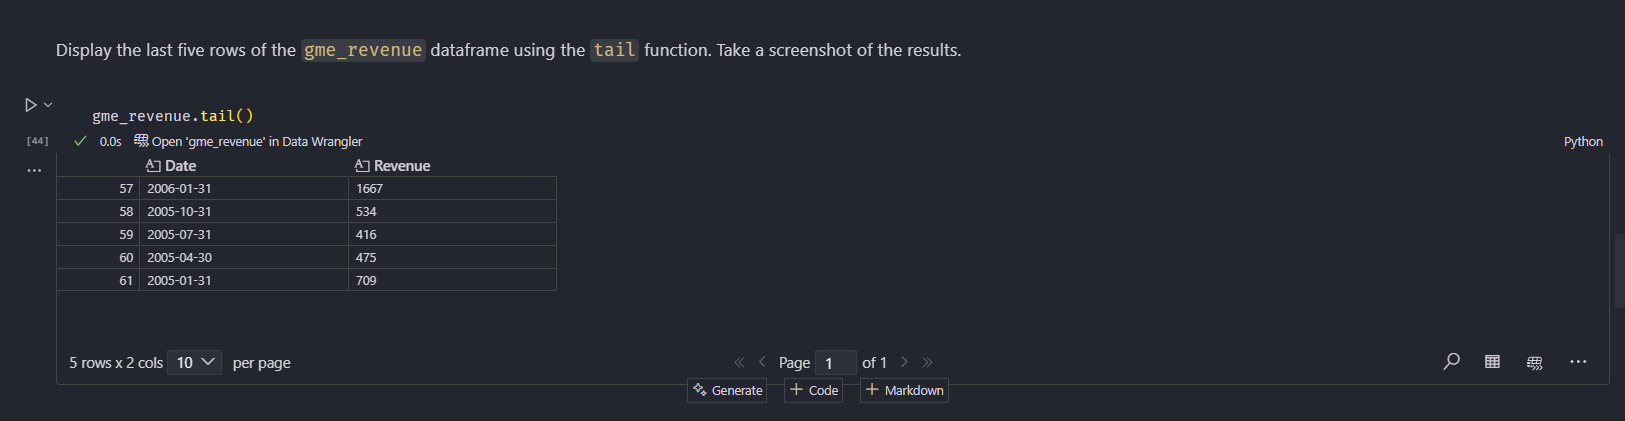 Display the last five rows of the gme_revenue dataframe using the tail function. Take a screenshot of the results.
gme_revenue.tail()
[44] 0.0s Open 'gme_revenue' in Data Wrangler Python
Date Revenue
57 2006-01-31 1667
58 2005-10-31 534
59 2005-07-31 416
60 2005-04-30 475
61 2005-01-31 709
5 rows x 2 cols 10 per page Page 1 of 1
Generate + Code + Markdown